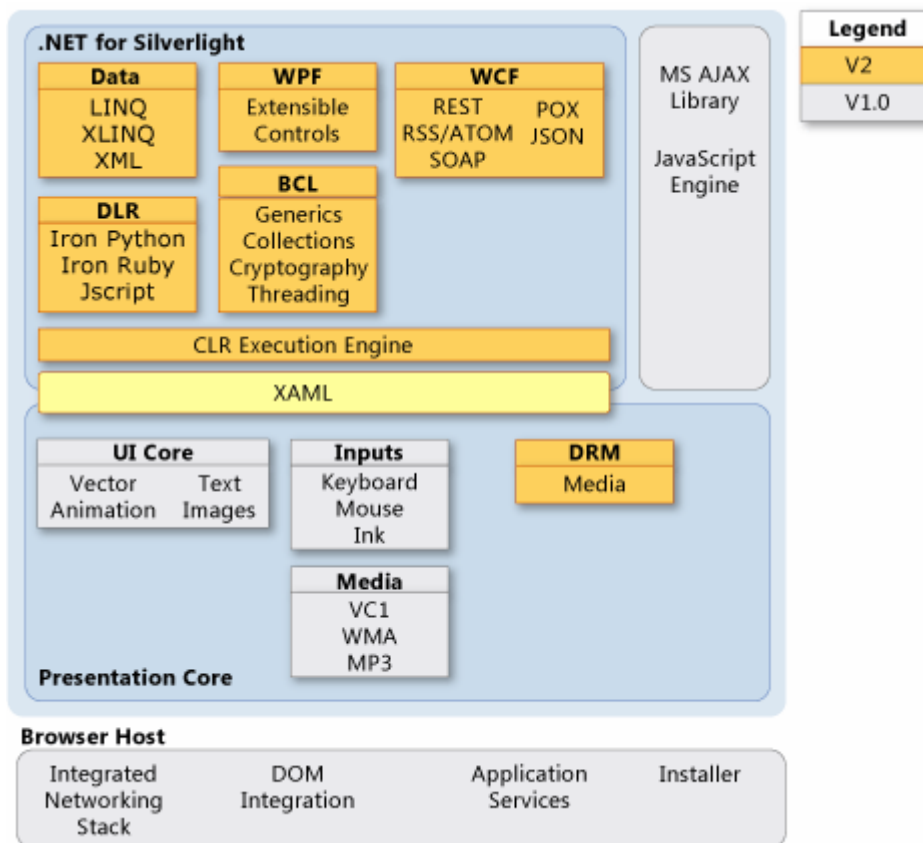 .NET for Silverlight
Data
LINQ
XLINQ
XML
WPF
Extensible
Controls
WCF
REST
RSS/ATOM
SOAP
POX
JSON
DLR
Iron Python
Iron Ruby
Jscript
BCL
Generics
Collections
Cryptography
Threading
CLR Execution Engine
XAML
MS AJAX
Library
JavaScript
Engine
Legend
V2
V1.0
UI Core
Vector
Animation
Text
Images
Inputs
Keyboard
Mouse
Ink
DRM
Media
Media
VC1
WMA
MP3
Presentation Core
Browser Host
Integrated
Networking
Stack
DOM
Integration
Application
Services
Installer